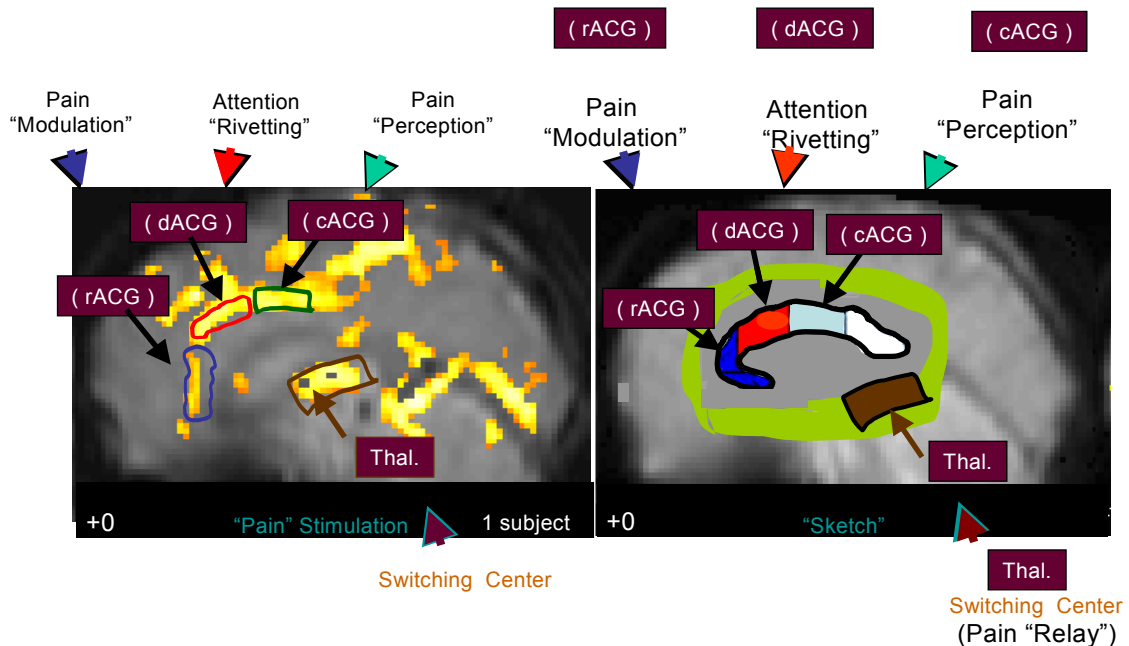 ( rACG )
( dACG )
( cACG )
Pain
“Modulation”
Attention
“Rivetting”
Pain
“Perception”
Pain
“Modulation”
Attention
“Rivetting”
Pain
“Perception”
( dACG )
( cACG )
( rACG )
Thal.
+0
“Pain” Stimulation
1 subject
Switching Center
( dACG )
( cACG )
( rACG )
Thal.
+0
“Sketch”
Thal.
Switching Center
(Pain “Relay”)